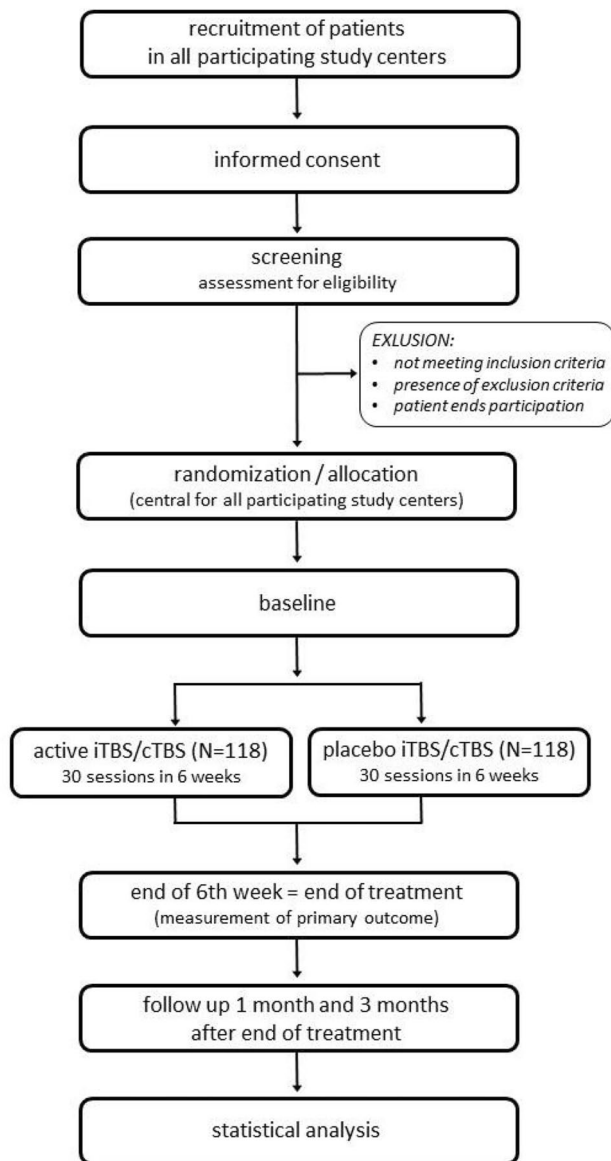 recruitment of patients
in all participating study centers
informed consent
screening
assessment for eligibility
EXLUSION:
• not meeting inclusion criteria
• presence of exclusion criteria
• patient ends participation
randomization / allocation
(central for all participating study centers)
baseline
active iTBS/cTBS (N=118)
30 sessions in 6 weeks
placebo iTBS/cTBS (N=118)
30 sessions in 6 weeks
end of 6th week = end of treatment
(measurement of primary outcome)
follow up 1 month and 3 months
after end of treatment
statistical analysis